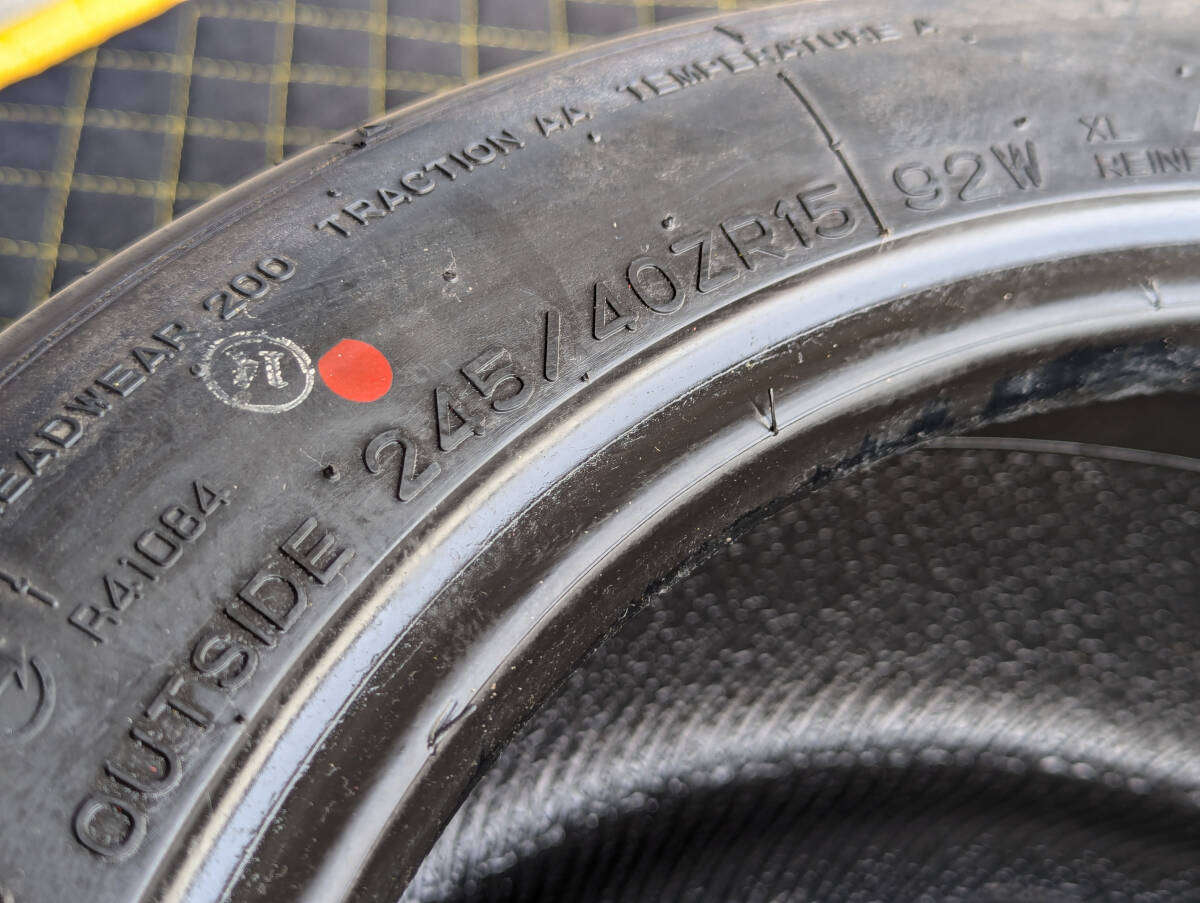 TREADWEAR 200 TRACTION AA TEMPERATURE A
OUTSIDE 245/40ZR15 92W XL
R41084